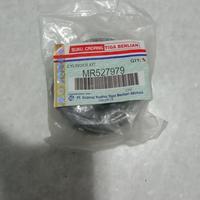 SUKU CADANG TIGA BERLIAN
CYLINDER KIT
QTY:
MR527979
PT. Krama Yudha Tiga Berlian Motors